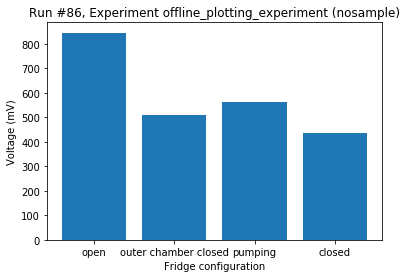 Run #86, Experiment offline_plotting_experiment (nosample)
800
700
600
500
400
300
200
100
0
Voltage (mV)
open outer chamber closed pumping closed
Fridge configuration